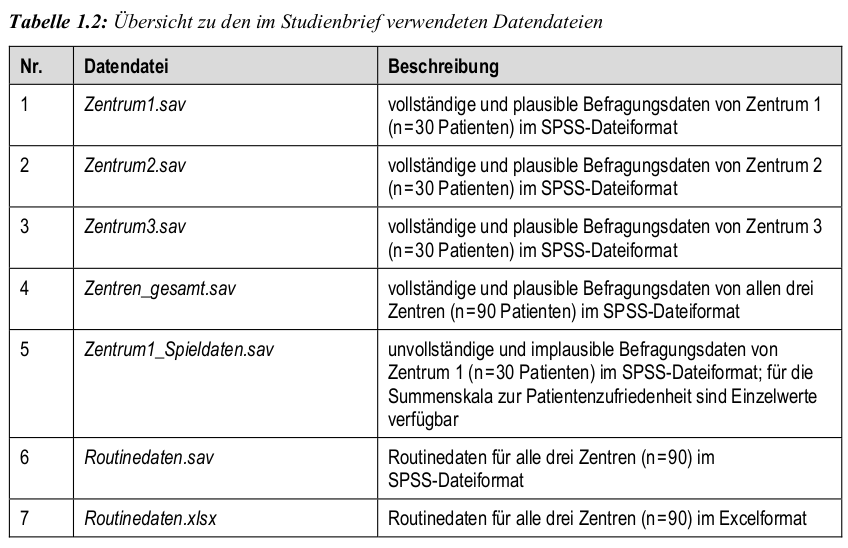 Tabelle 1.2: Übersicht zu den im Studienbrief verwendeten Datendateien
Nr. Datendatei Beschreibung
1 Zentrum1.sav vollständige und plausible Befragungsdaten von Zentrum 1
(n=30 Patienten) im SPSS-Dateiformat
2 Zentrum2.sav vollständige und plausible Befragungsdaten von Zentrum 2
(n=30 Patienten) im SPSS-Dateiformat
3 Zentrum3.sav vollständige und plausible Befragungsdaten von Zentrum 3
(n=30 Patienten) im SPSS-Dateiformat
4 Zentren_gesamt.sav vollständige und plausible Befragungsdaten von allen drei
Zentren (n=90 Patienten) im SPSS-Dateiformat
5 Zentrum1_Spieldaten.sav unvollständige und implausible Befragungsdaten von
Zentrum 1 (n=30 Patienten) im SPSS-Dateiformat; für die
Summenskala zur Patientenzufriedenheit sind Einzelwerte
verfügbar
6 Routinedaten.sav Routinedaten für alle drei Zentren (n=90) im
SPSS-Dateiformat
7 Routinedaten.xlsx Routinedaten für alle drei Zentren (n=90) im Excelformat